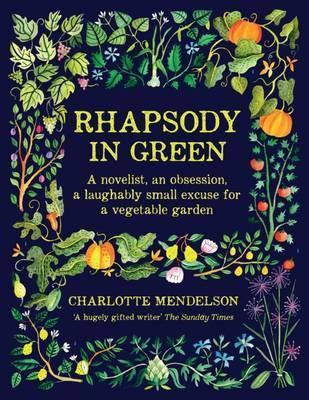 RHAPSODY
IN GREEN
A novelist, an obsession,
a laughably small excuse for
a vegetable garden
CHARLOTTE MENDELSON
'A hugely gifted writer' The Sunday Times